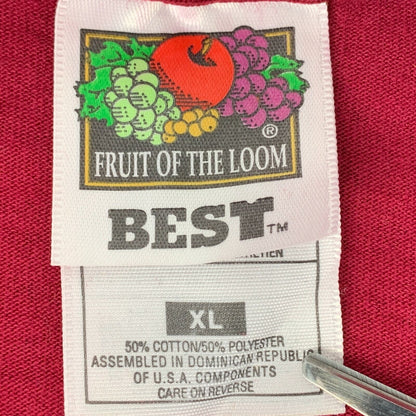 ®
FRUIT OF THE LOOM
BEST™
XL
50% COTTON/50% POLYESTER
ASSEMBLED IN DOMINICAN REPUBLIC
OF U.S.A. COMPONENTS
CARE ON REVERSE